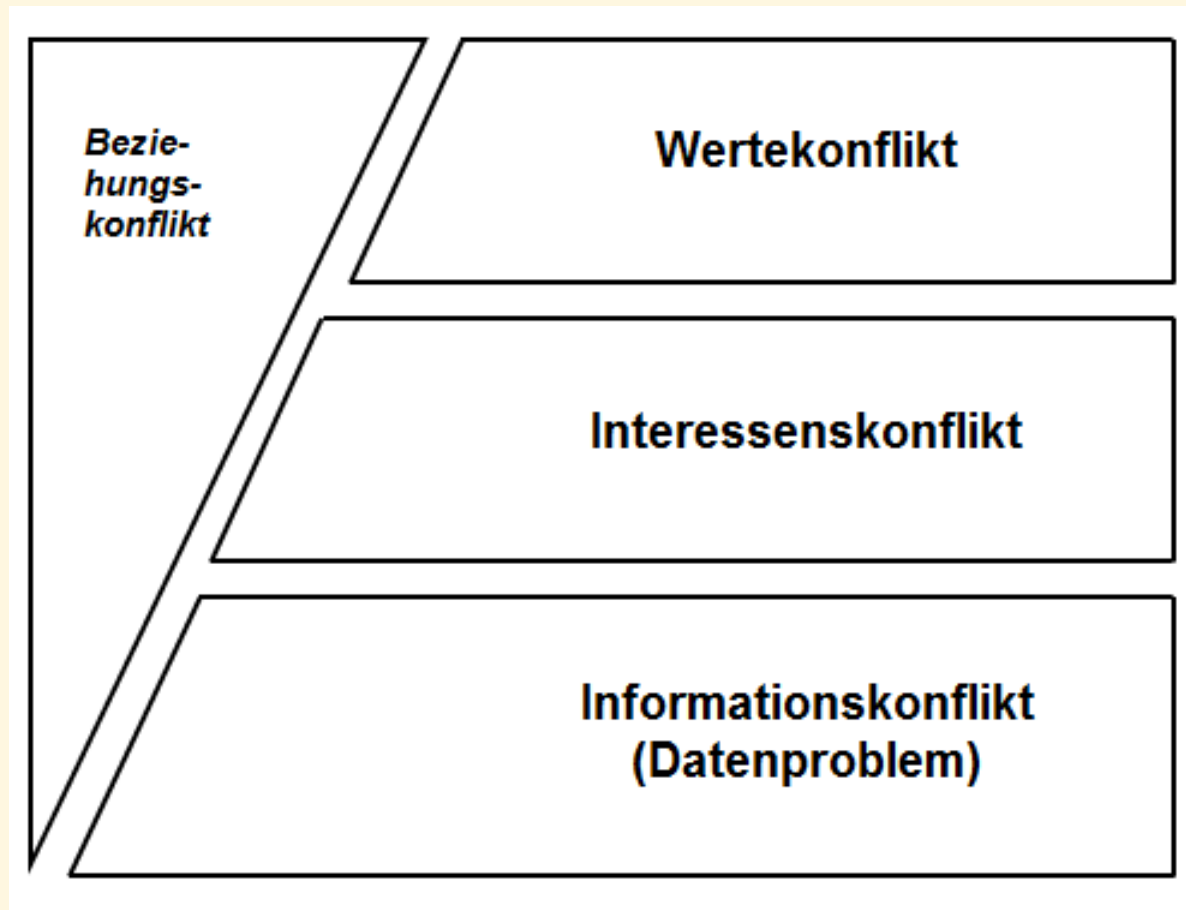 Bezie-
hungs-
konflikt
Wertekonflikt
Interessenskonflikt
Informationskonflikt
(Datenproblem)